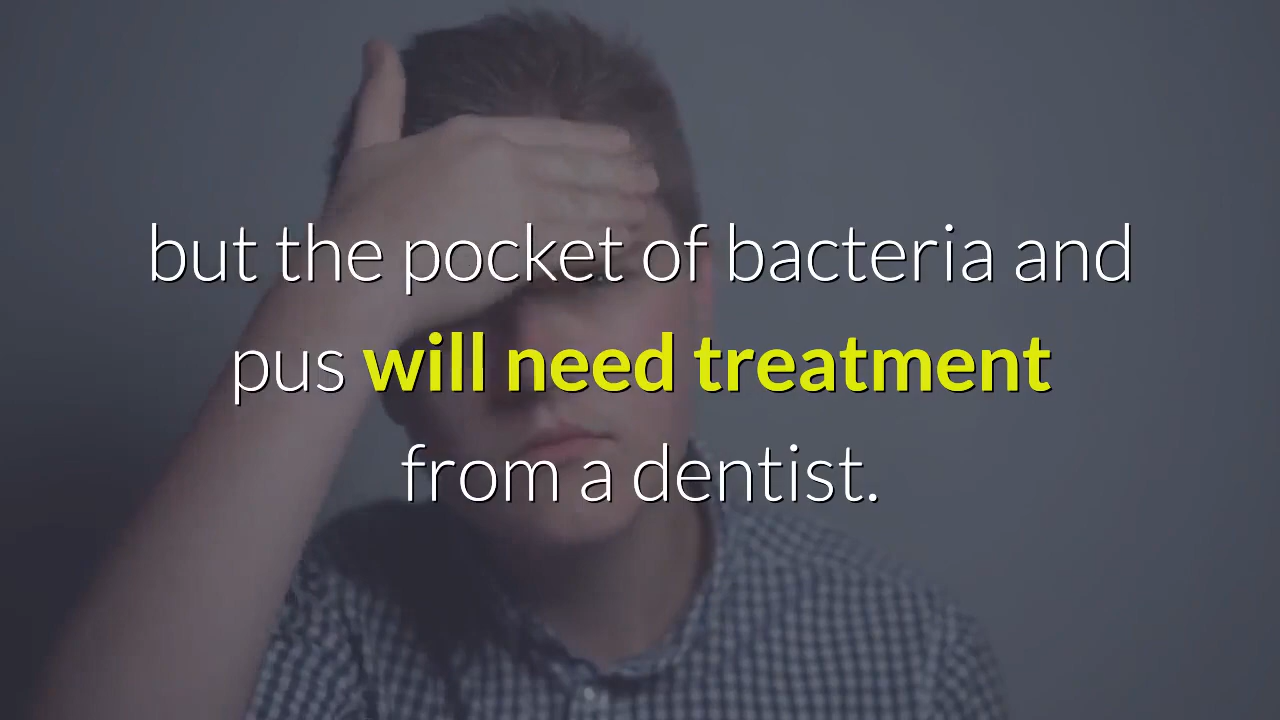 but the pocket of bacteria and
pus will need treatment
from a dentist.